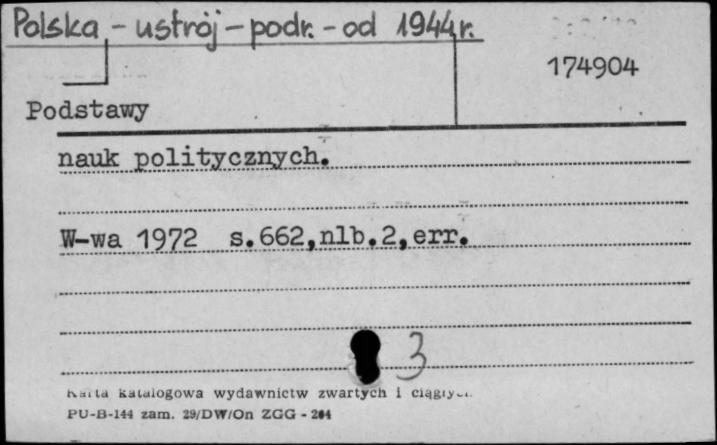 Polska - ustrój - podr. - od 1944 r.
174904
Podstawy
nauk politycznych.
W-wa 1972 s.662,nlb.2,err.
3
Karta katalogowa wydawnictw zwartych i ciągłych
PU-B-144 zam. 29/DW/On ZGG - 204